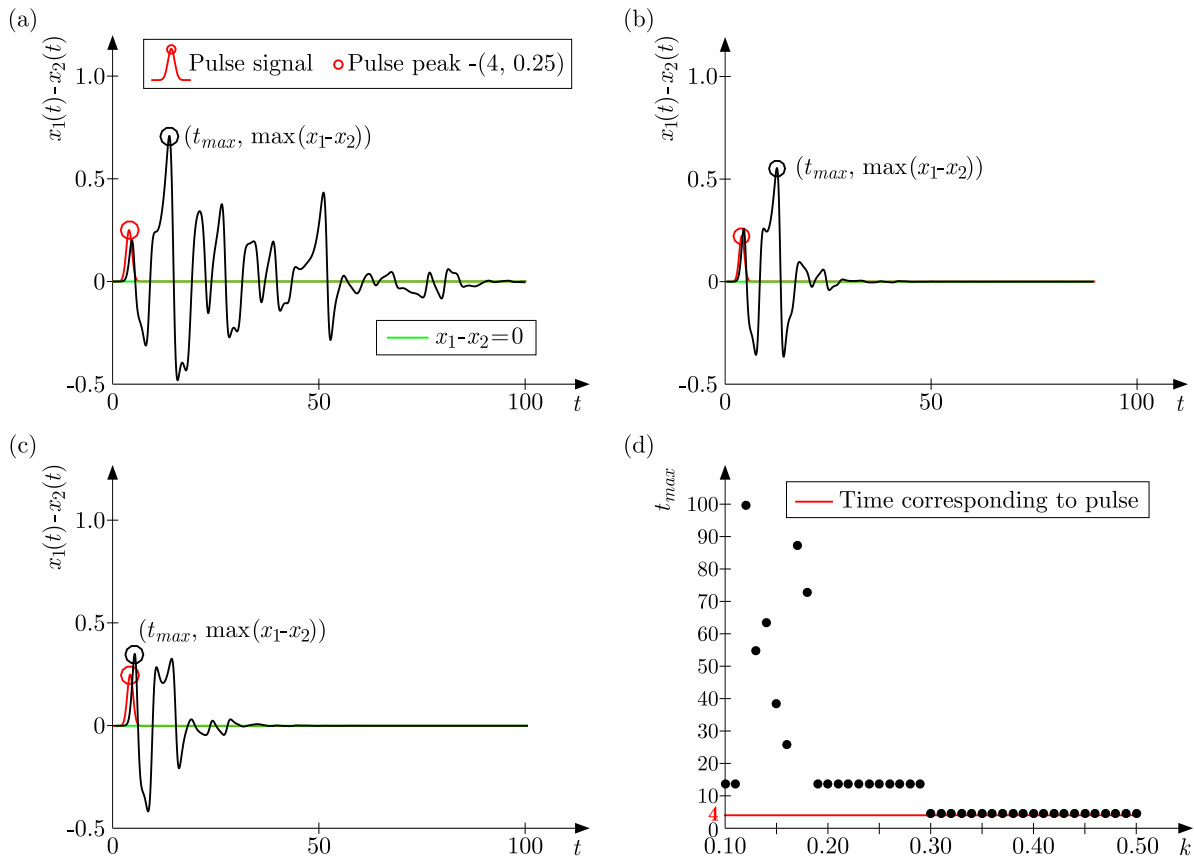 (a)
x₁(t)-x₂(t)
Pulse signal
Pulse peak -(4, 0.25)
1.0
(tₘₐₓ, max(x₁-x₂))
0.5
0
x₁-x₂=0
-0.5
0
50
100
t
(b)
x₁(t)-x₂(t)
1.0
(tₘₐₓ, max(x₁-x₂))
0.5
0
-0.5
0
50
100
t
(c)
x₁(t)-x₂(t)
1.0
(tₘₐₓ, max(x₁-x₂))
0.5
0
-0.5
0
50
100
t
(d)
tₘₐₓ
Time corresponding to pulse
100
90
80
70
60
50
40
30
20
10
4
0
0.10
0.20
0.30
0.40
0.50
k